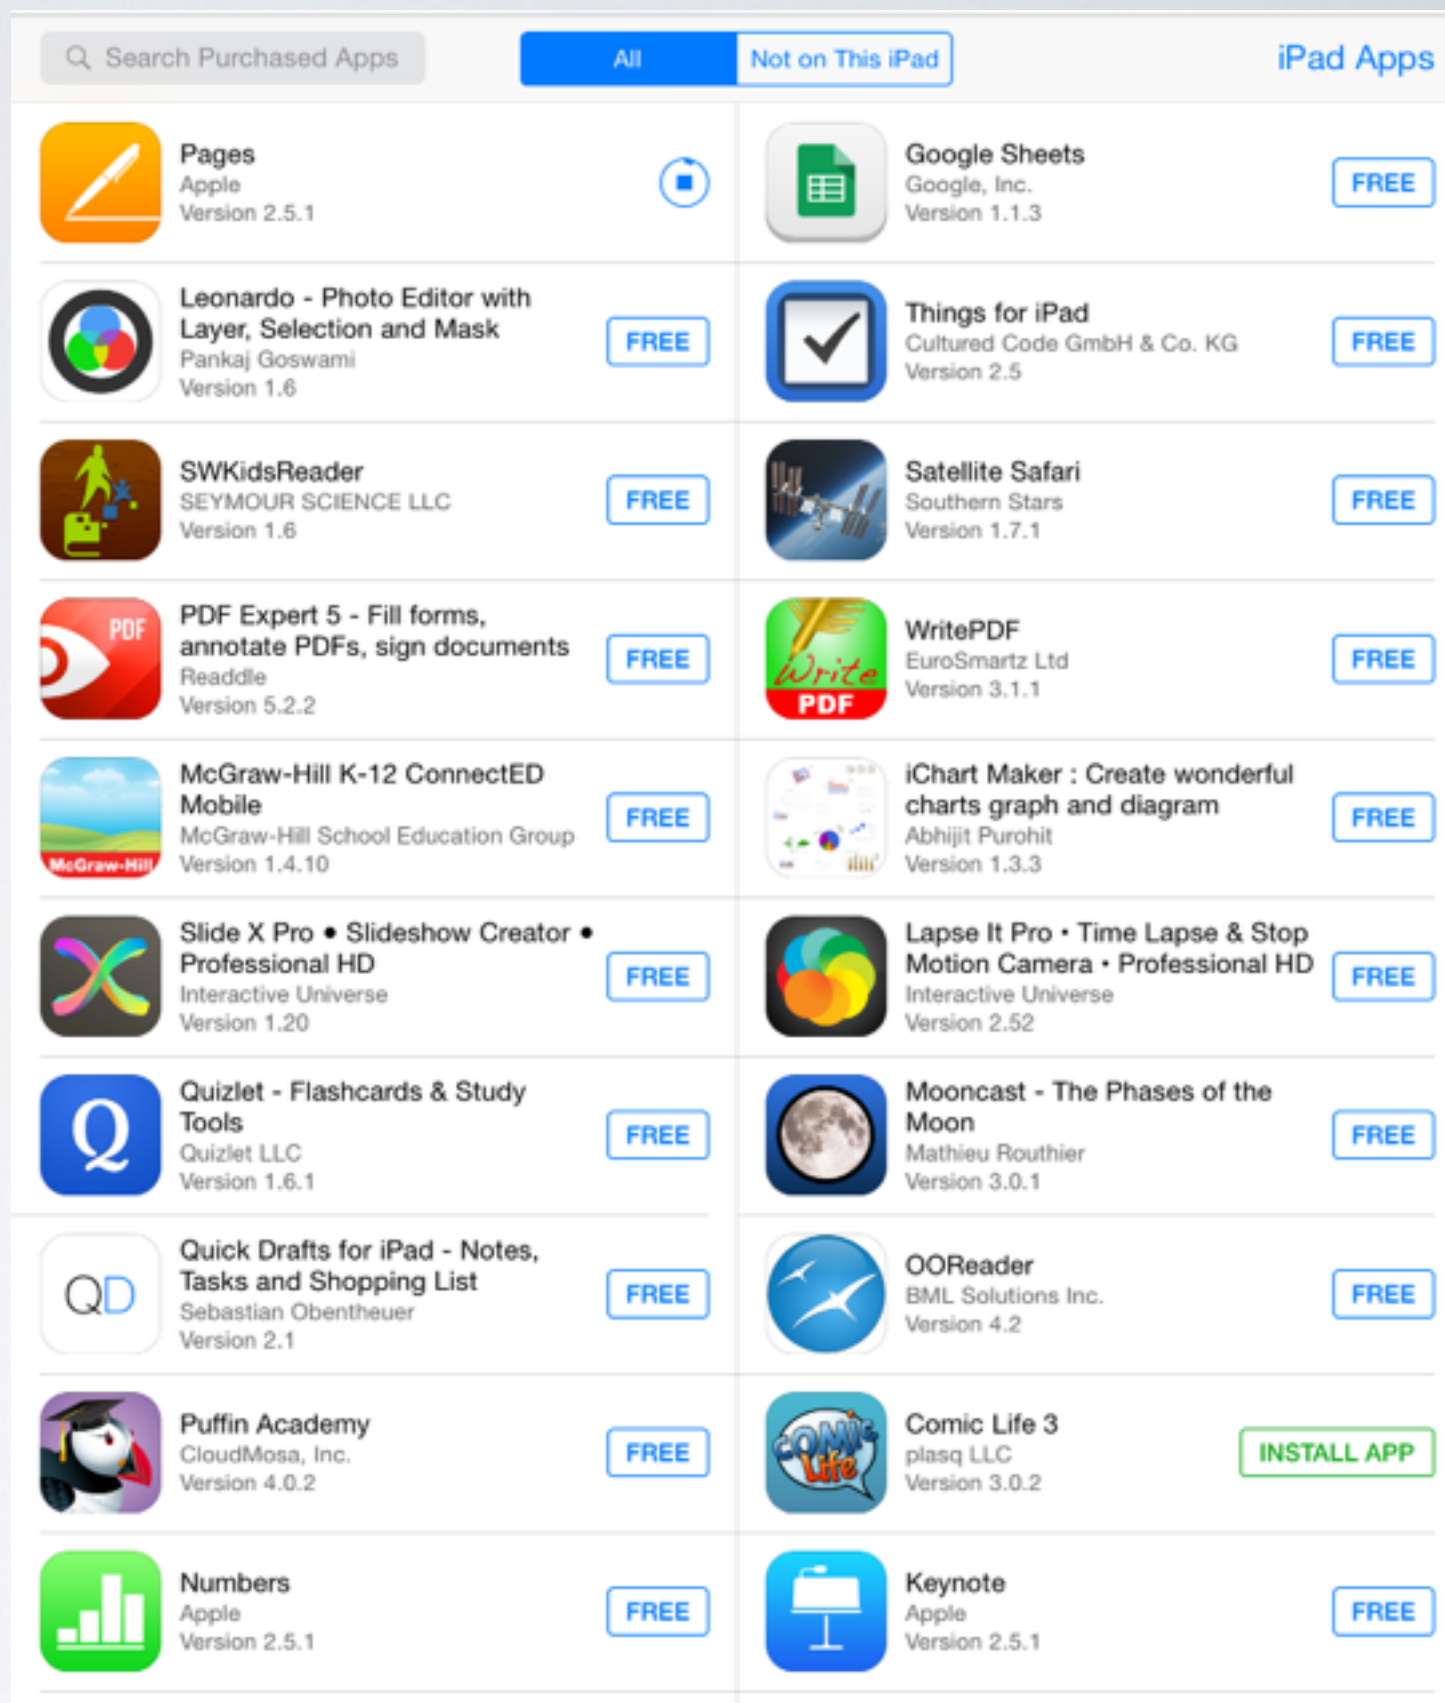 Search Purchased Apps
All
Not on This iPad
iPad Apps
Pages
Apple
Version 2.5.1
Google Sheets
Google, Inc.
Version 1.1.3
FREE
Leonardo - Photo Editor with
Layer, Selection and Mask
Pankaj Goswami
Version 1.6
FREE
Things for iPad
Cultured Code GmbH & Co. KG
Version 2.5
FREE
SWKidsReader
SEYMOUR SCIENCE LLC
Version 1.6
FREE
Satellite Safari
Southern Stars
Version 1.7.1
FREE
PDF
PDF Expert 5 - Fill forms,
annotate PDFs, sign documents
Readdle
Version 5.2.2
FREE
Write
PDF
WritePDF
EuroSmartz Ltd
Version 3.1.1
FREE
McGraw-Hill
McGraw-Hill K-12 ConnectED
Mobile
McGraw-Hill School Education Group
Version 1.4.10
FREE
iChart Maker : Create wonderful
charts graph and diagram
Abhijit Purohit
Version 1.3.3
FREE
Slide X Pro ● Slideshow Creator ●
Professional HD
Interactive Universe
Version 1.20
FREE
Lapse It Pro • Time Lapse & Stop
Motion Camera • Professional HD
Interactive Universe
Version 2.52
FREE
Q
Quizlet - Flashcards & Study
Tools
Quizlet LLC
Version 1.6.1
FREE
Mooncast - The Phases of the
Moon
Mathieu Routhier
Version 3.0.1
FREE
QD
Quick Drafts for iPad - Notes,
Tasks and Shopping List
Sebastian Obentheuer
Version 2.1
FREE
OOReader
BML Solutions Inc.
Version 4.2
FREE
Puffin Academy
CloudMosa, Inc.
Version 4.0.2
FREE
COMIC
Life
Comic Life 3
plasq LLC
Version 3.0.2
INSTALL APP
Numbers
Apple
Version 2.5.1
FREE
Keynote
Apple
Version 2.5.1
FREE